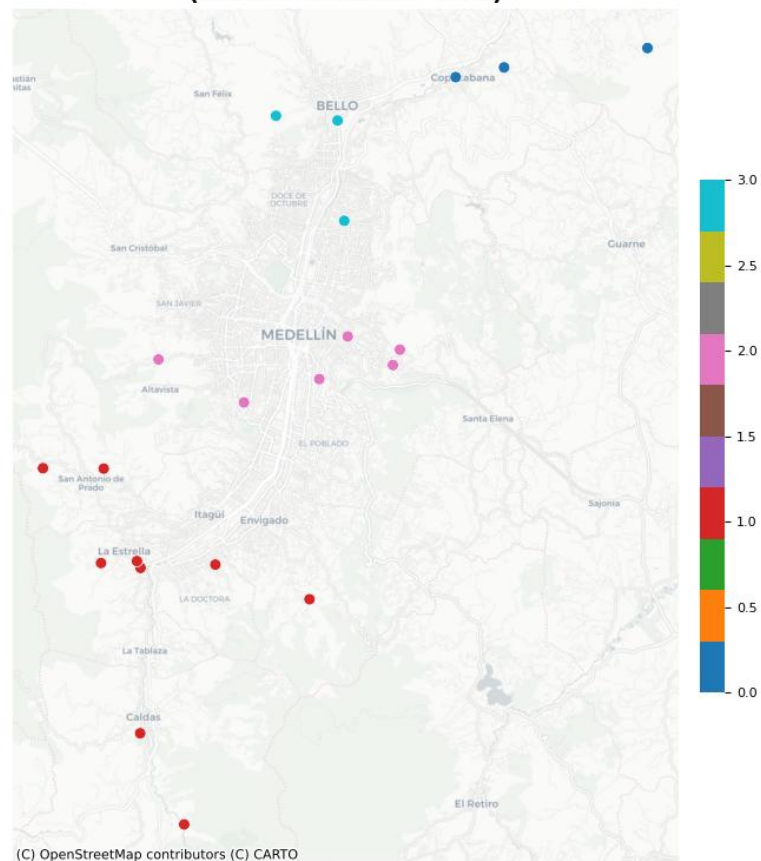 Copacabana
San Félix
BELLO
DOCE DE
OCTUBRE
San Cristóbal
Guarne
SAN JAVIER
MEDELLÍN
Altavista
Santa Elena
EL POBLADO
San Antonio de
Prado
Sajonia
Itagüí
Envigado
La Estrella
LA DOCTORA
La Tablaza
Caldas
El Retiro
(C) OpenStreetMap contributors (C) CARTO
3.0
2.5
2.0
1.5
1.0
0.5
0.0